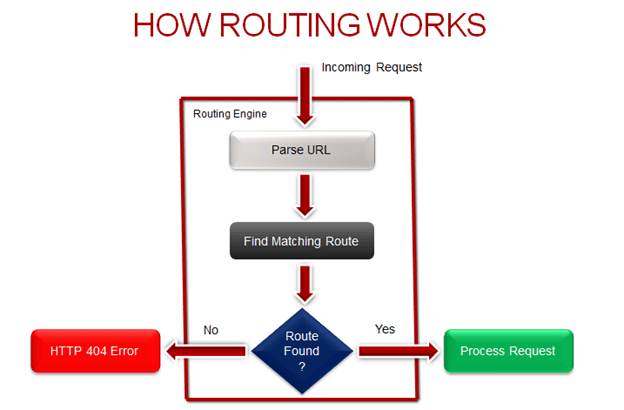 HOW ROUTING WORKS
Incoming Request
Routing Engine
Parse URL
Find Matching Route
No
Route
Found
?
Yes
HTTP 404 Error
Process Request